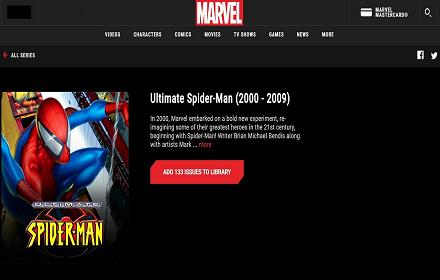 MARVEL
MARVEL
MASTERCARD®
VIDEOS CHARACTERS COMICS MOVIES TV SHOWS GAMES NEWS MORE
ALL SERIES
Ultimate Spider-Man (2000 - 2009)
In 2000, Marvel embarked on a bold new experiment, re-
imagining some of their greatest heroes in the 21st century,
beginning with Spider-Man! Writer Brian Michael Bendis along
with artists Mark ... more
ADD 133 ISSUES TO LIBRARY
ULTIMATE
SPIDER-MAN